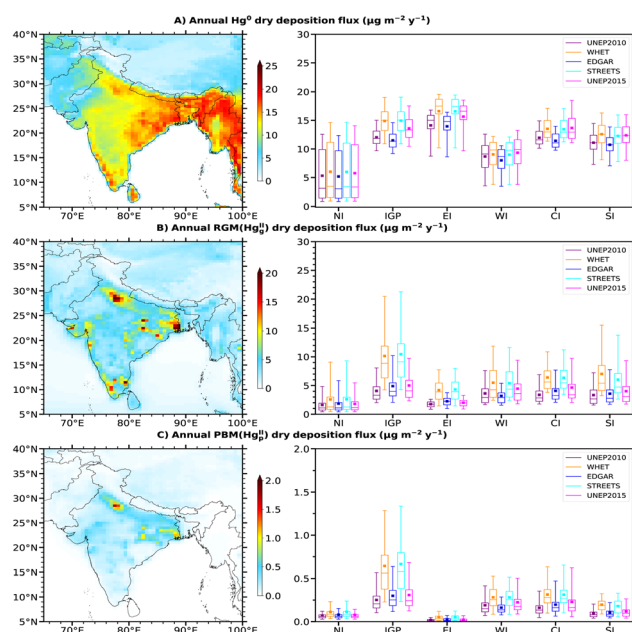 A) Annual Hg⁰ dry deposition flux (μg m⁻² y⁻¹)
40°N
35°N
30°N
25°N
20°N
15°N
10°N
5°N
70°E 80°E 90°E 100°E
25
20
15
10
5
0
30
25
20
15
10
5
0
UNEP2010
WHET
EDGAR
STREETS
UNEP2015
NI IGP EI WI CI SI
B) Annual RGM(Hgᴵᴵg) dry deposition flux (μg m⁻² y⁻¹)
40°N
35°N
30°N
25°N
20°N
15°N
10°N
5°N
70°E 80°E 90°E 100°E
20
15
10
5
0
30
25
20
15
10
5
0
UNEP2010
WHET
EDGAR
STREETS
UNEP2015
NI IGP EI WI CI SI
C) Annual PBM(Hgᴵᴵp) dry deposition flux (μg m⁻² y⁻¹)
40°N
35°N
30°N
25°N
20°N
15°N
10°N
5°N
70°E 80°E 90°E 100°E
2.0
1.5
1.0
0.5
0.0
2.0
1.5
1.0
0.5
0.0
UNEP2010
WHET
EDGAR
STREETS
UNEP2015
NI IGP EI WI CI SI